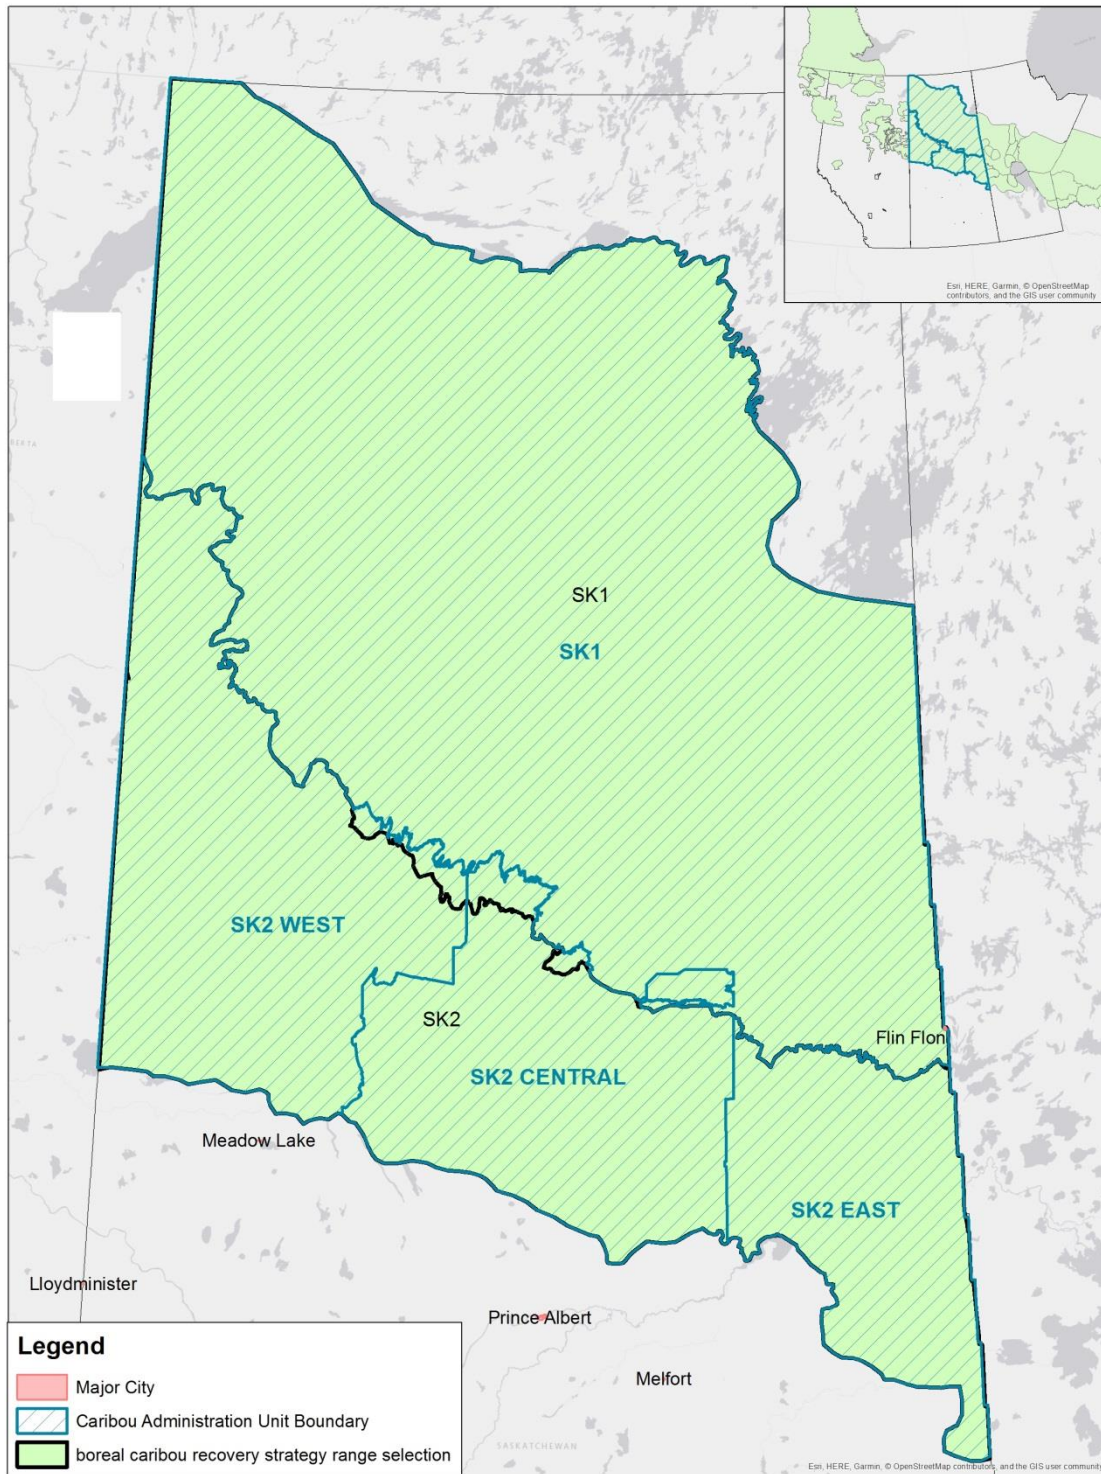 Esri, HERE, Garmin, © OpenStreetMap
contributors, and the GIS user community
SK1
SK1
SK2 WEST
SK2
SK2 CENTRAL
Flin Flon
Meadow Lake
SK2 EAST
Lloydminister
Prince Albert
Melfort
Legend
Major City
Caribou Administration Unit Boundary
boreal caribou recovery strategy range selection
SASKATCHEWAN
Esri, HERE, Garmin, © OpenStreetMap contributors, and the GIS user community